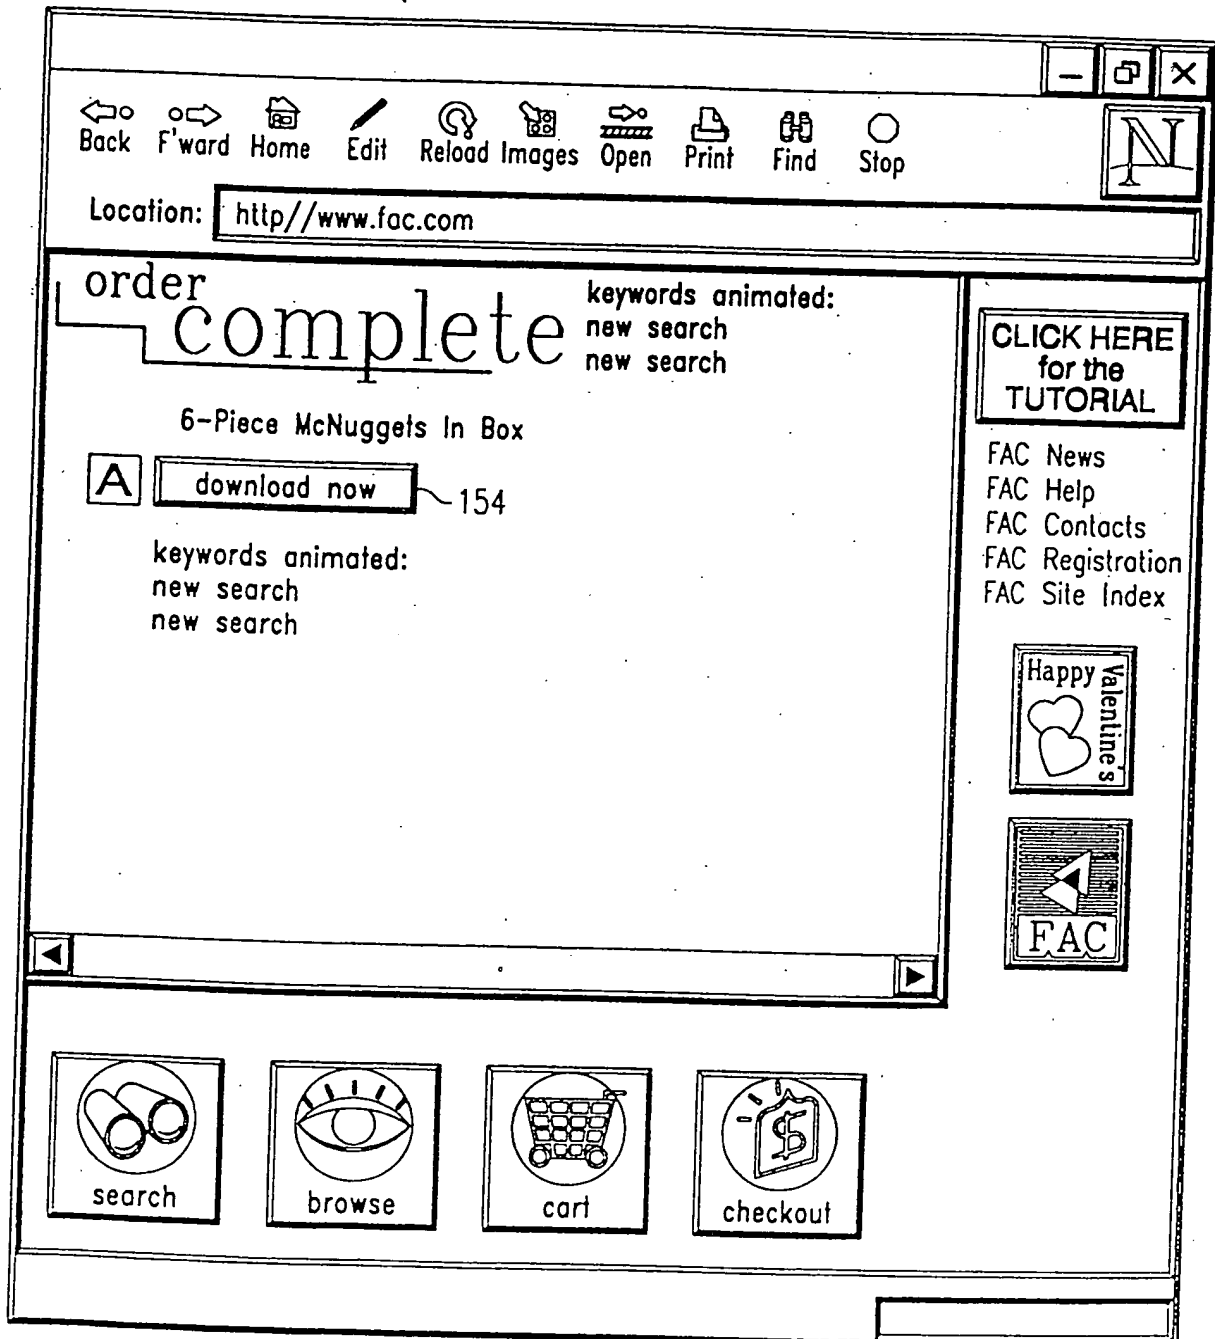 Back F'ward Home Edit Reload Images Open Print Find Stop
N
Location: http//www.fac.com
order
complete
keywords animated:
new search
new search
6-Piece McNuggets In Box
A download now 154
keywords animated:
new search
new search
CLICK HERE
for the
TUTORIAL
FAC News
FAC Help
FAC Contacts
FAC Registration
FAC Site Index
Happy Valentine's
FAC
search browse cart checkout
$